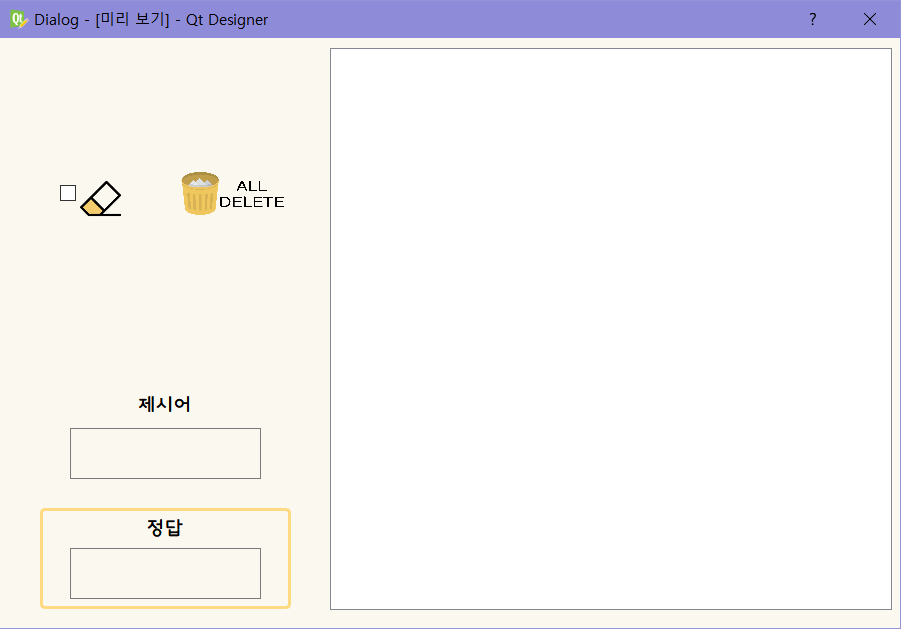 Dialog - [미리 보기] - Qt Designer
?
ALL
DELETE
제시어
정답